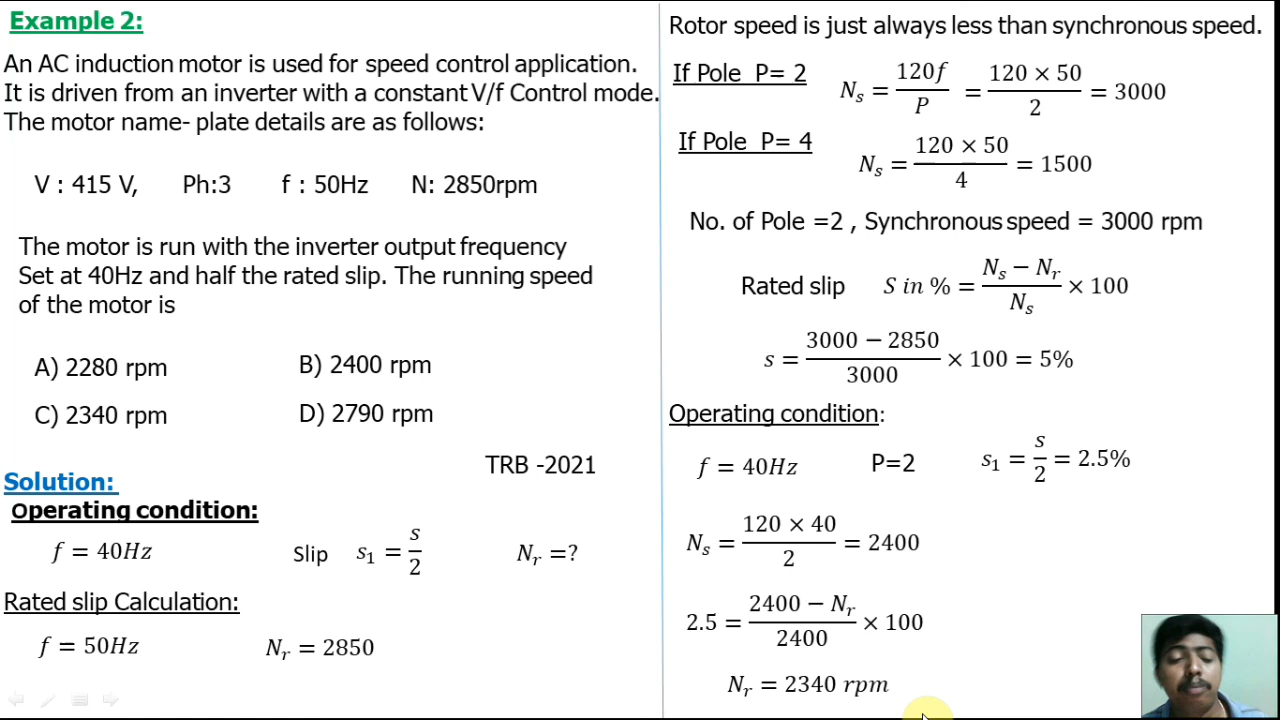 Example 2:
An AC induction motor is used for speed control application.
It is driven from an inverter with a constant V/f Control mode.
The motor name- plate details are as follows:
V : 415 V, Ph:3 f : 50Hz N: 2850rpm
The motor is run with the inverter output frequency
Set at 40Hz and half the rated slip. The running speed
of the motor is
A) 2280 rpm B) 2400 rpm
C) 2340 rpm D) 2790 rpm
TRB -2021
Solution:
Operating condition:
f = 40Hz Slip s₁ = s/2 Nᵣ =?
Rated slip Calculation:
f = 50Hz Nᵣ = 2850
Rotor speed is just always less than synchronous speed.
If Pole P= 2 Nₛ = 120f/P = 120 × 50/2 = 3000
If Pole P= 4 Nₛ = 120 × 50/4 = 1500
No. of Pole =2 , Synchronous speed = 3000 rpm
Rated slip S in % = Nₛ − Nᵣ/Nₛ × 100
s = 3000 − 2850/3000 × 100 = 5%
Operating condition:
f = 40Hz P=2 s₁ = s/2 = 2.5%
Nₛ = 120 × 40/2 = 2400
2.5 = 2400 − Nᵣ/2400 × 100
Nᵣ = 2340 rpm